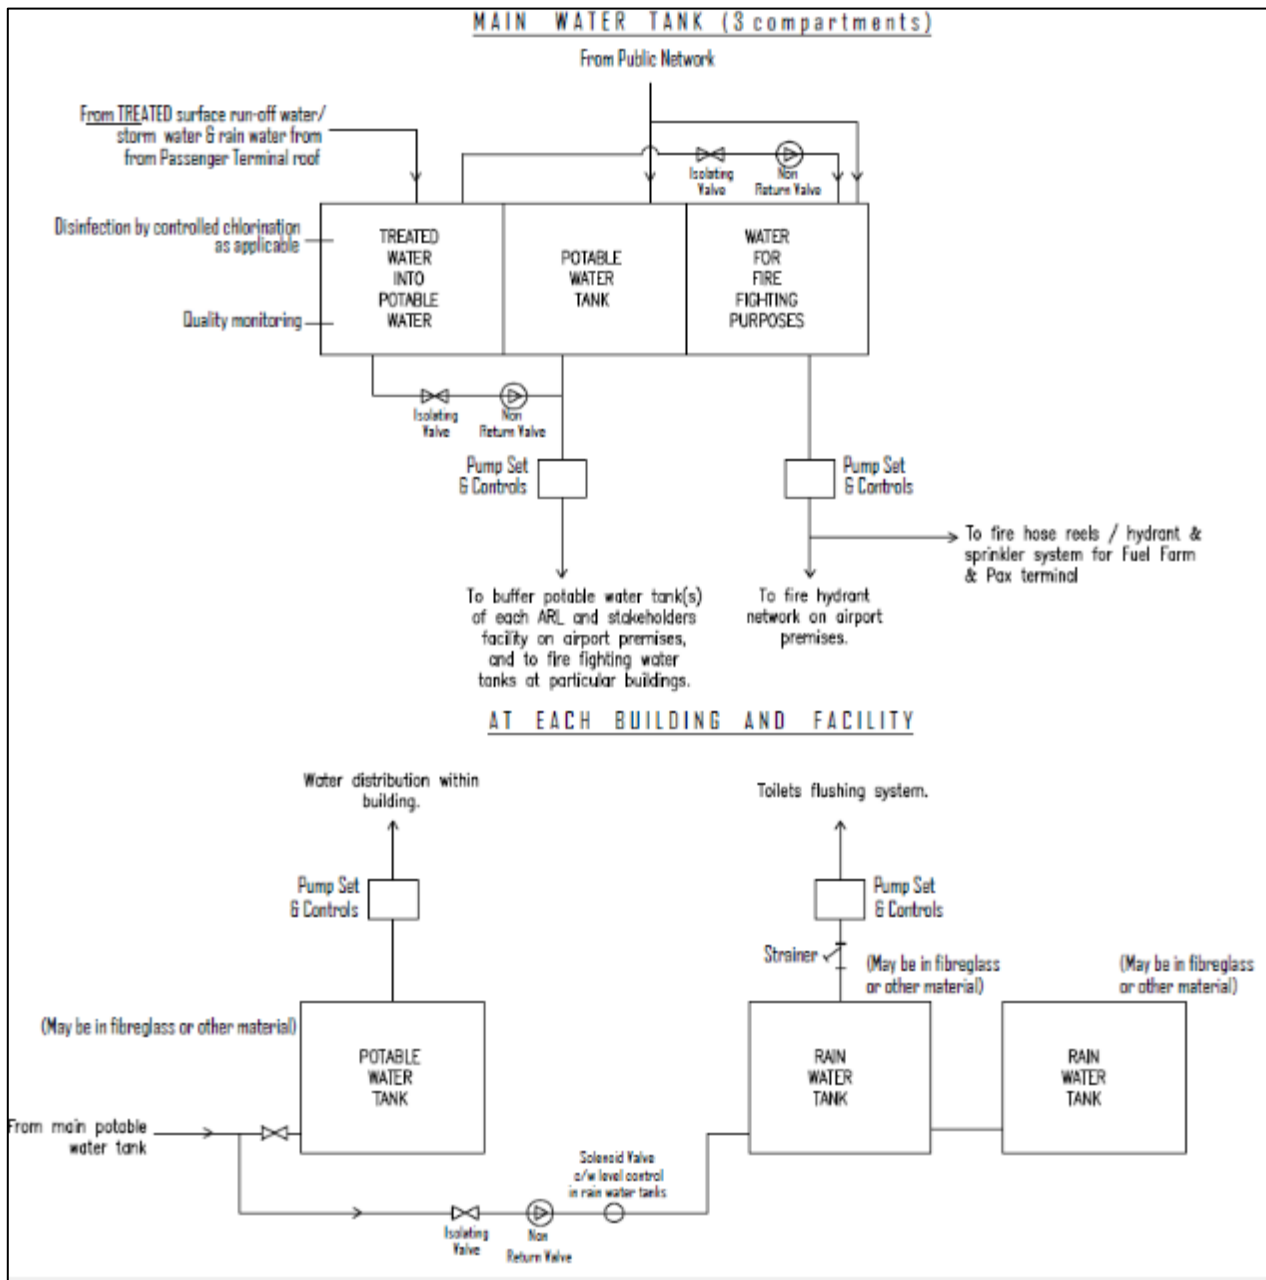 MAIN WATER TANK (3 compartments)
From Public Network
From TREATED surface run-off water/
storm water & rain water from
from Passenger Terminal roof
Isolating
Valve
Non
Return Valve
Disinfection by controlled chlorination
as applicable
Quality monitoring
TREATED
WATER
INTO
POTABLE
WATER
POTABLE
WATER
TANK
WATER
FOR
FIRE
FIGHTING
PURPOSES
Isolating
Valve
Non
Return Valve
Pump Set
& Controls
Pump Set
& Controls
To fire hose reels / hydrant &
sprinkler system for Fuel Farm
& Pax terminal
To buffer potable water tank(s)
of each ARL and stakeholders
facility on airport premises,
and to fire fighting water
tanks at particular buildings.
To fire hydrant
network on airport
premises.
AT EACH BUILDING AND FACILITY
Water distribution within
building.
Toilets flushing system.
Pump Set
& Controls
Pump Set
& Controls
Strainer
(May be in fibreglass
or other material)
(May be in fibreglass
or other material)
(May be in fibreglass or other material)
POTABLE
WATER
TANK
RAIN
WATER
TANK
RAIN
WATER
TANK
From main potable
water tank
Solenoid Valve
c/w level control
in rain water tanks
Isolating
Valve
Non
Return Valve